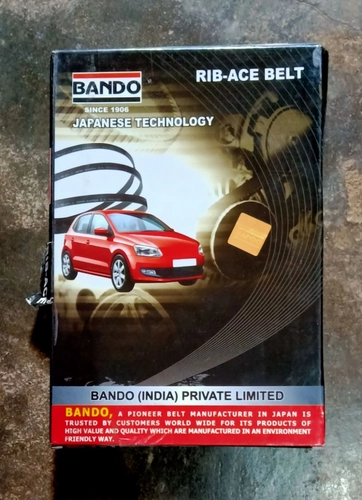 BANDO
RIB-ACE BELT
SINCE 1906
JAPANESE TECHNOLOGY
BANDO (INDIA) PRIVATE LIMITED
BANDO, A PIONEER BELT MANUFACTURER IN JAPAN IS
TRUSTED BY CUSTOMERS WORLD WIDE FOR ITS PRODUCTS OF
HIGH VALUE AND QUALITY WHICH ARE MANUFACTURED IN AN ENVIRONMENT
FRIENDLY WAY.